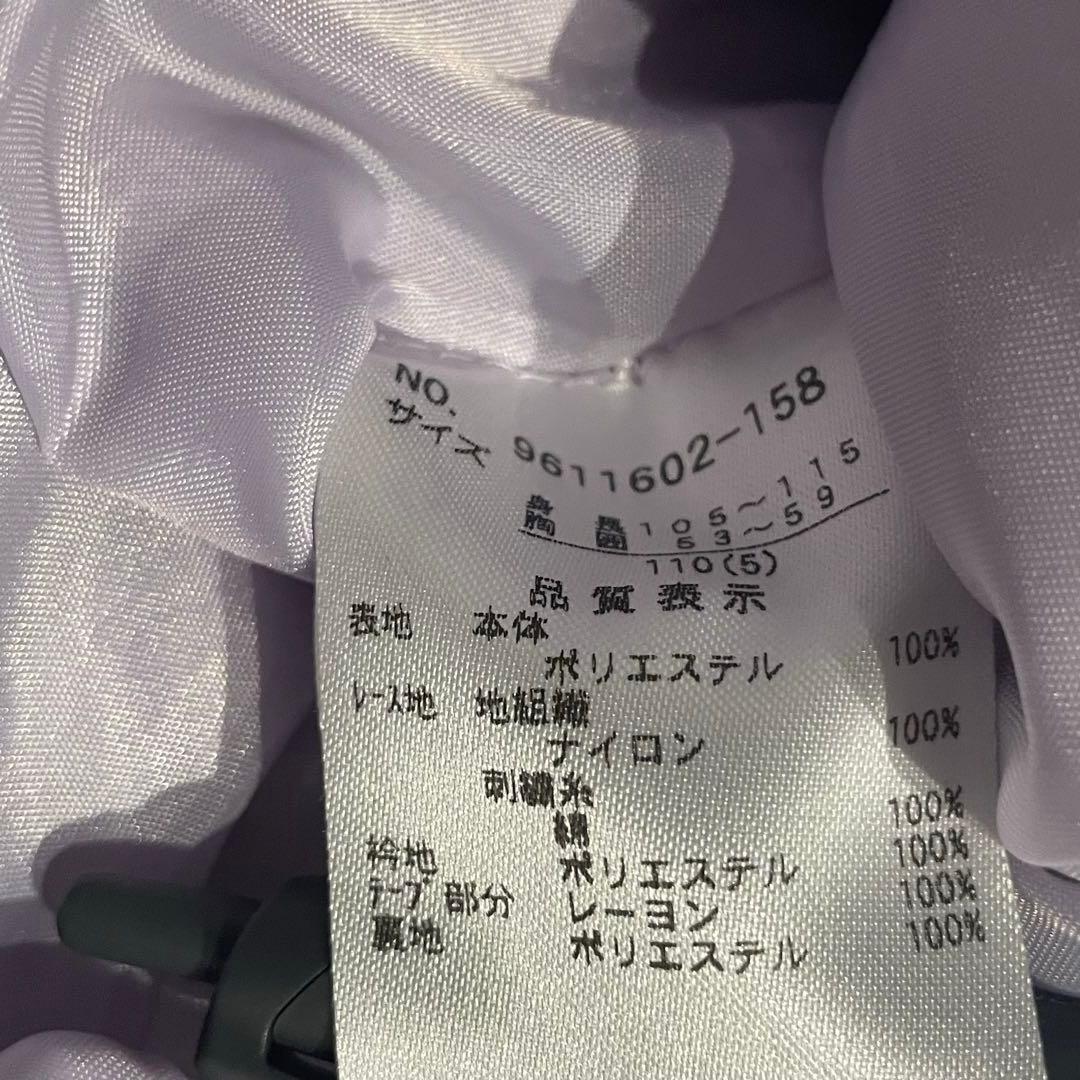 NO. 9611602-158
サイズ
身長 105～115
胸囲 53～59
110(5)
品質表示
表地 本体
ポリエステル 100%
レース地 地組織
ナイロン 100%
刺繍糸
綿 100%
衿地 ポリエステル 100%
テープ部分 レーヨン 100%
裏地 ポリエステル 100%